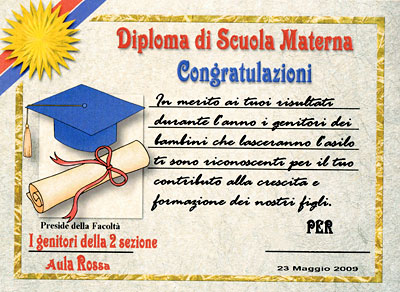 Diploma di Scuola Materna
Congratulazioni
In merito ai tuoi risultati
durante l'anno i genitori dei
bambini che lasceranno l'asilo
ti sono riconoscenti per il tuo
contributo alla crescita e
formazione dei nostri figli.
PER
Preside della Facoltà
I genitori della 2 sezione
Aula Rossa
23 Maggio 2009